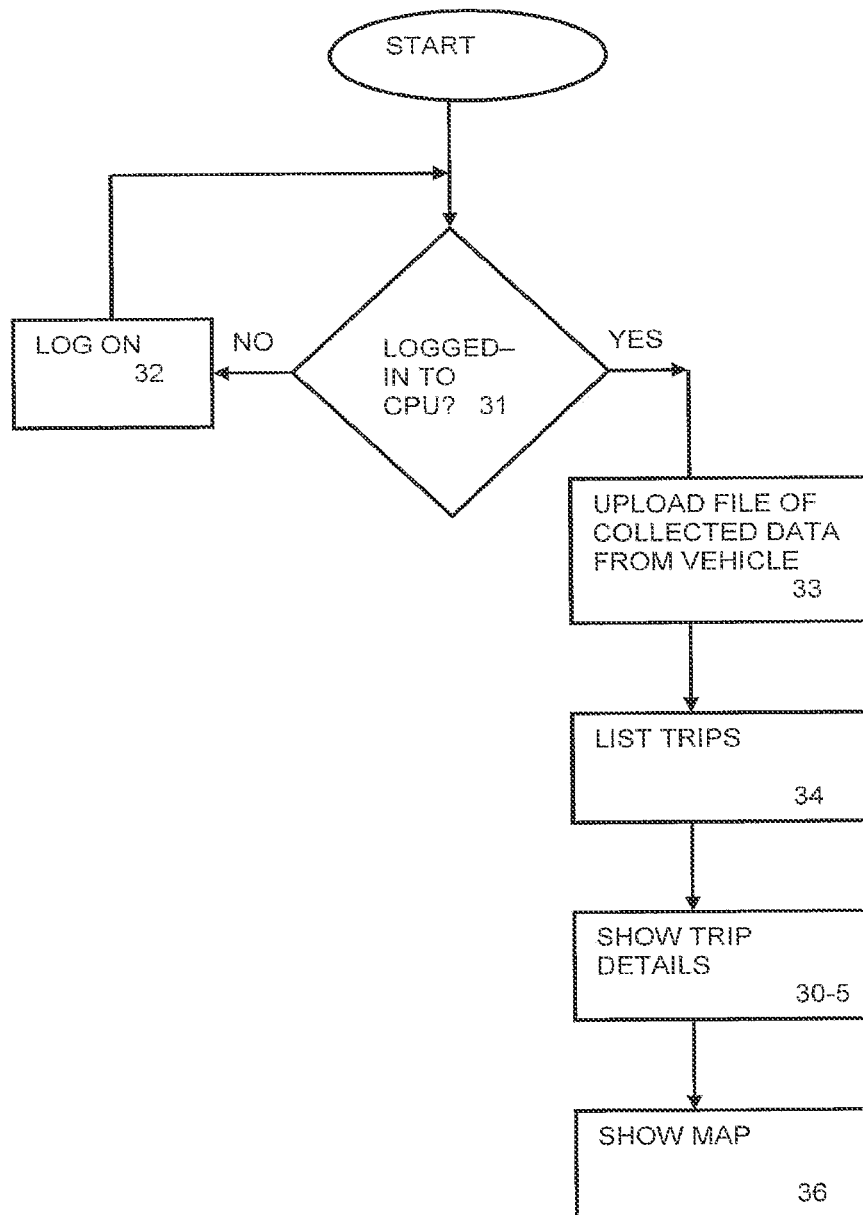 START
LOG ON
32
NO
LOGGED–
IN TO
CPU? 31
YES
UPLOAD FILE OF
COLLECTED DATA
FROM VEHICLE
33
LIST TRIPS
34
SHOW TRIP
DETAILS
30-5
SHOW MAP
36